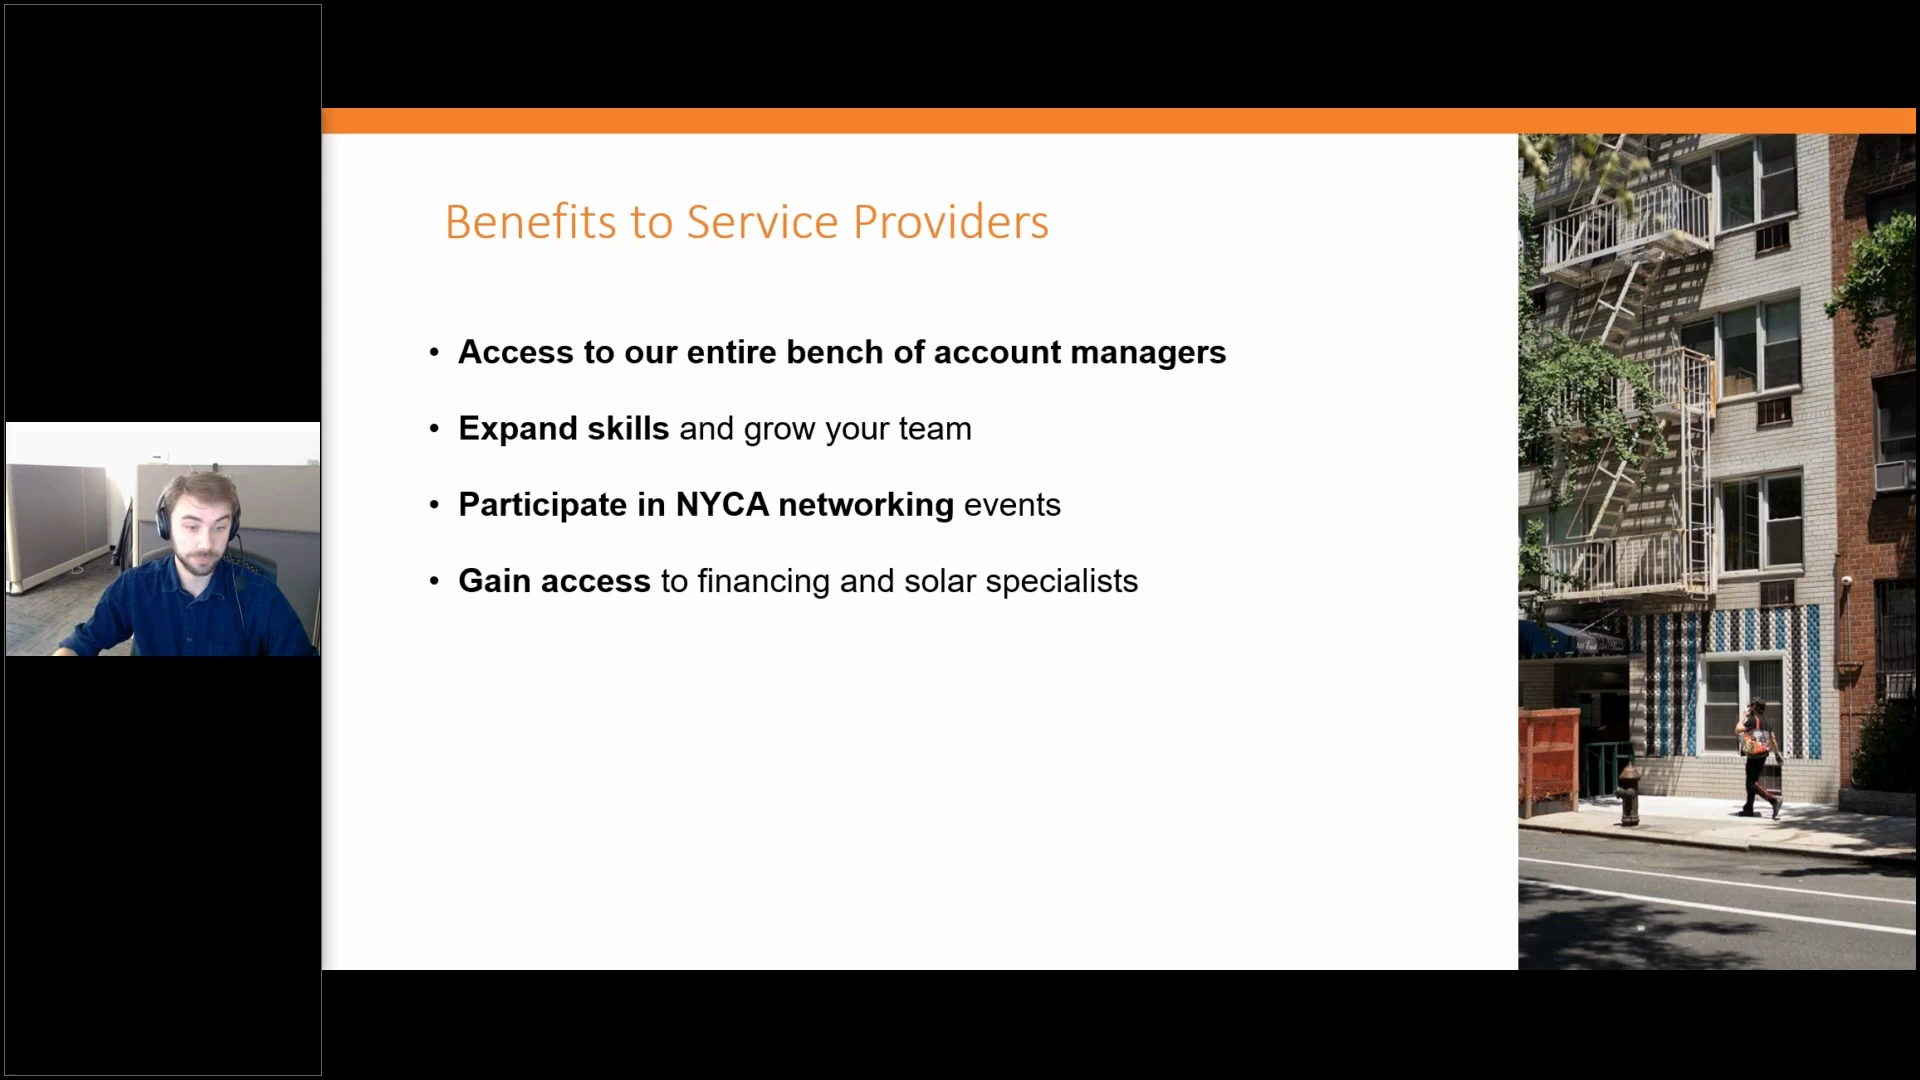 Benefits to Service Providers
• Access to our entire bench of account managers
• Expand skills and grow your team
• Participate in NYCA networking events
• Gain access to financing and solar specialists